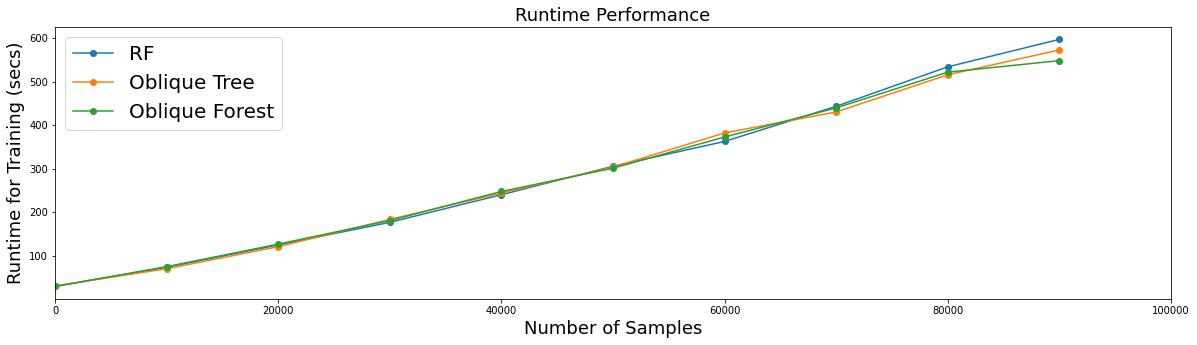 Runtime Performance
RF
Oblique Tree
Oblique Forest
Runtime for Training (secs)
600
500
400
300
200
100
0
20000
40000
60000
80000
100000
Number of Samples